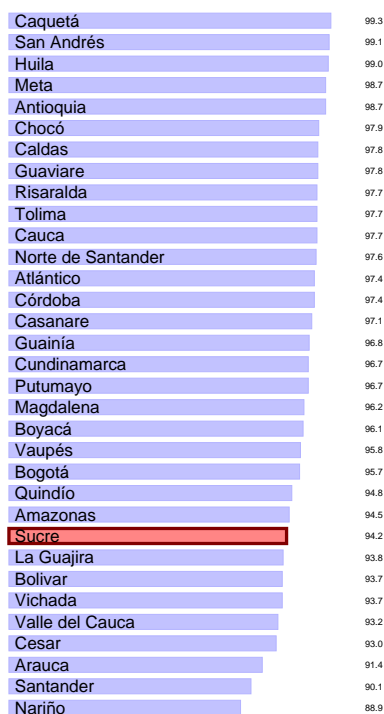 Caquetá 99.3
San Andrés 99.1
Huila 99.0
Meta 98.7
Antioquia 98.7
Chocó 97.9
Caldas 97.8
Guaviare 97.8
Risaralda 97.7
Tolima 97.7
Cauca 97.7
Norte de Santander 97.6
Atlántico 97.4
Córdoba 97.4
Casanare 97.1
Guainía 96.8
Cundinamarca 96.7
Putumayo 96.7
Magdalena 96.2
Boyacá 96.1
Vaupés 95.8
Bogotá 95.7
Quindío 94.8
Amazonas 94.5
Sucre 94.2
La Guajira 93.8
Bolivar 93.7
Vichada 93.7
Valle del Cauca 93.2
Cesar 93.0
Arauca 91.4
Santander 90.1
Nariño 88.9